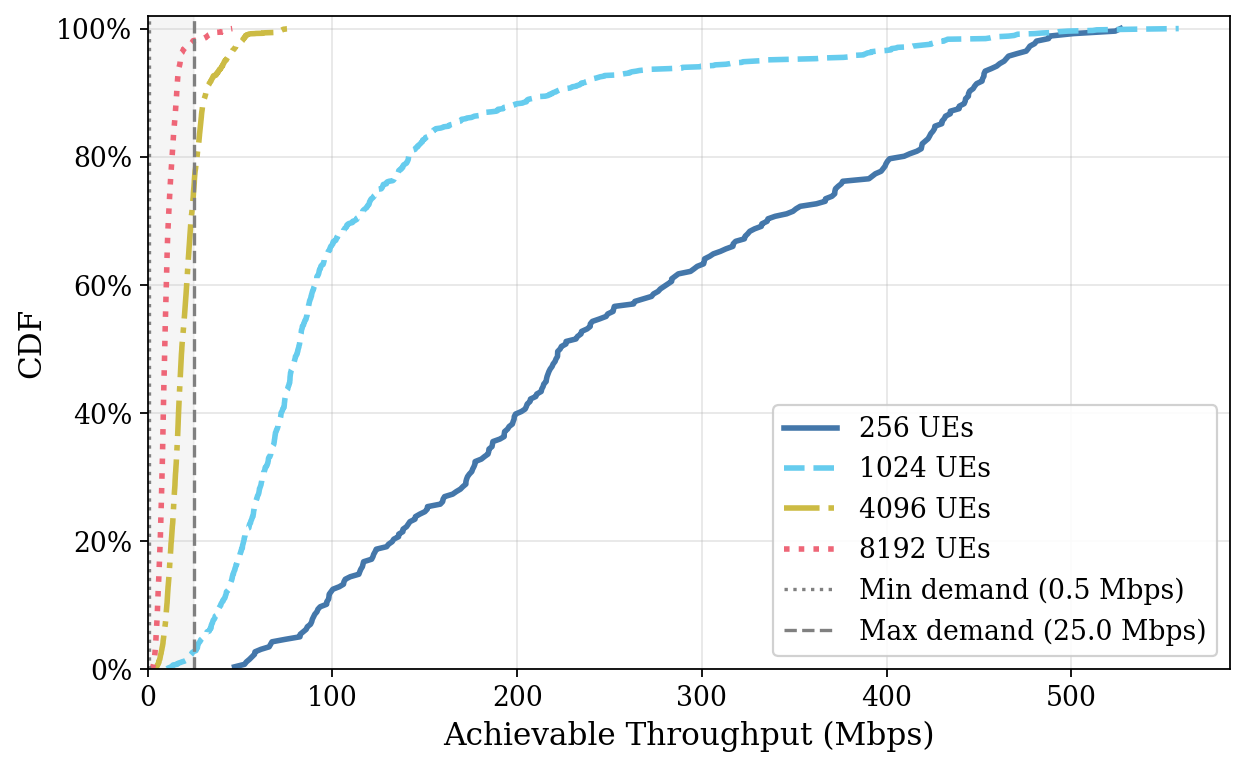 100%
80%
60%
40%
20%
0%
CDF
0
100
200
300
400
500
Achievable Throughput (Mbps)
256 UEs
1024 UEs
4096 UEs
8192 UEs
Min demand (0.5 Mbps)
Max demand (25.0 Mbps)